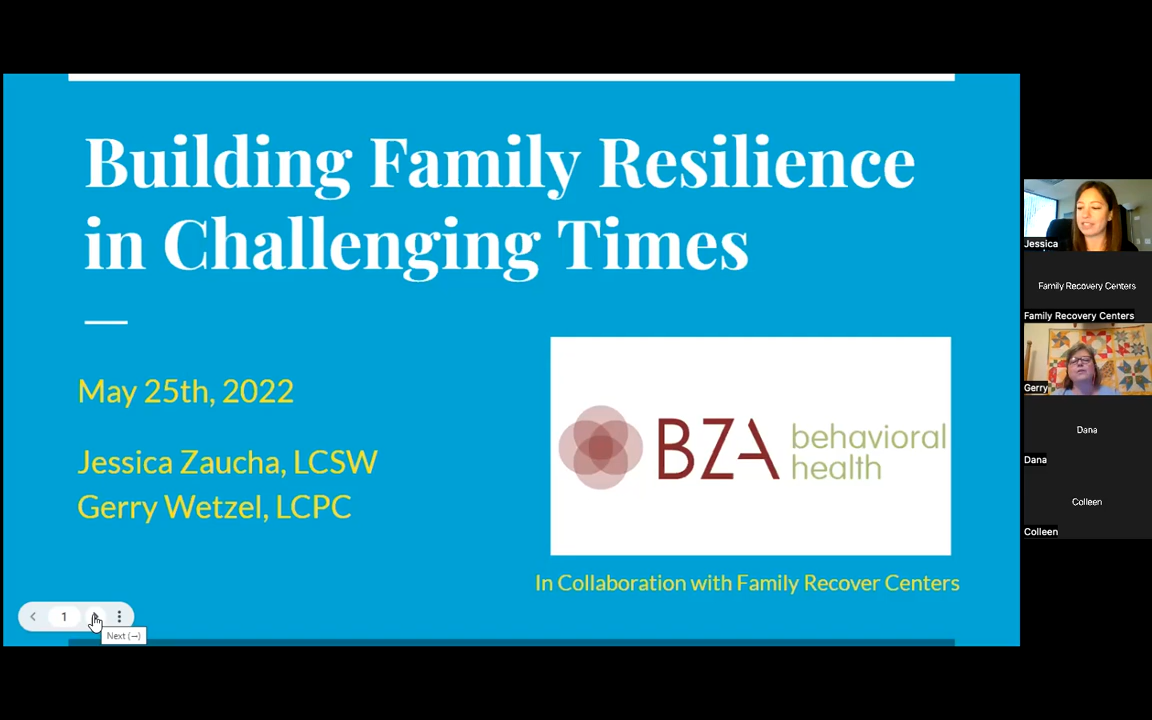 Building Family Resilience
in Challenging Times
May 25th, 2022
Jessica Zaucha, LCSW
Gerry Wetzel, LCPC
BZA behavioral
health
In Collaboration with Family Recover Centers
1
Next (→)
Jessica
Family Recovery Centers
Family Recovery Centers
Gerry
Dana
Dana
Colleen
Colleen